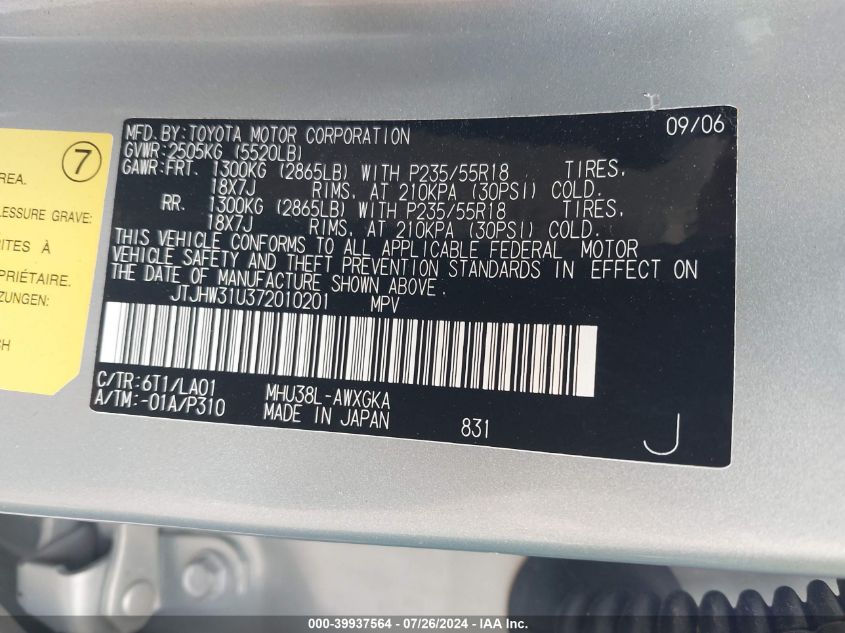 7
REA.
LESSURE GRAVE:
RITES À
PRIÉTAIRE.
TZUNGEN:
CH
MFD.BY:TOYOTA MOTOR CORPORATION 09/06
GVWR:2505KG (5520LB)
GAWR:FRT. 1300KG (2865LB) WITH P235/55R18 TIRES,
18X7J RIMS, AT 210KPA (30PSI) COLD.
RR. 1300KG (2865LB) WITH P235/55R18 TIRES,
18X7J RIMS, AT 210KPA (30PSI) COLD.
THIS VEHICLE CONFORMS TO ALL APPLICABLE FEDERAL MOTOR
VEHICLE SAFETY AND THEFT PREVENTION STANDARDS IN EFFECT ON
THE DATE OF MANUFACTURE SHOWN ABOVE.
JTJHW31U372010201 MPV
C/TR:6T1/LA01 MHU38L-AWXGKA
A/TM:-01A/P310 MADE IN JAPAN 831 J
000-39937564 - 07/26/2024 - IAA Inc.